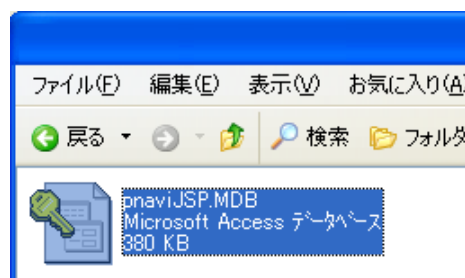 ファイル(F) 編集(E) 表示(V) お気に入り(A
戻る 検索 フォルダ
pnaviJSP.MDB
Microsoft Access ﾃﾞｰﾀﾍﾞｰｽ
380 KB